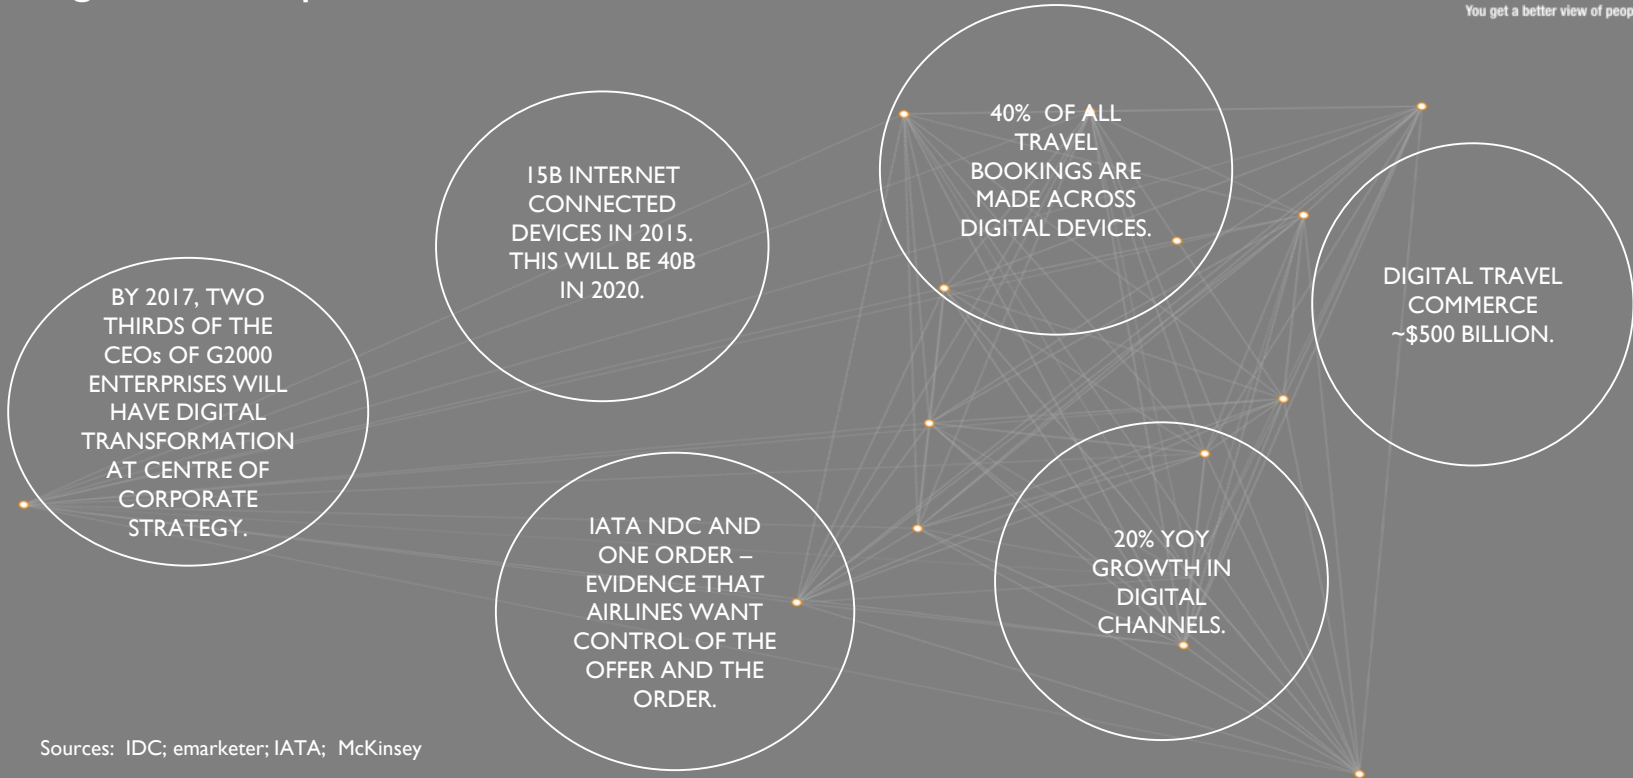 You get a better view of
BY 2017, TWO
THIRDS OF THE
CEOs OF G2000
ENTERPRISES WILL
HAVE DIGITAL
TRANSFORMATION
AT CENTRE OF
CORPORATE
STRATEGY.
15B INTERNET
CONNECTED
DEVICES IN 2015.
THIS WILL BE 40B
IN 2020.
IATA NDC AND
ONE ORDER –
EVIDENCE THAT
AIRLINES WANT
CONTROL OF THE
OFFER AND THE
ORDER.
40% OF ALL
TRAVEL
BOOKINGS ARE
MADE ACROSS
DIGITAL DEVICES.
20% YOY
GROWTH IN
DIGITAL
CHANNELS.
DIGITAL TRAVEL
COMMERCE
~$500 BILLION.
Sources: IDC; emarketer; IATA; McKinsey